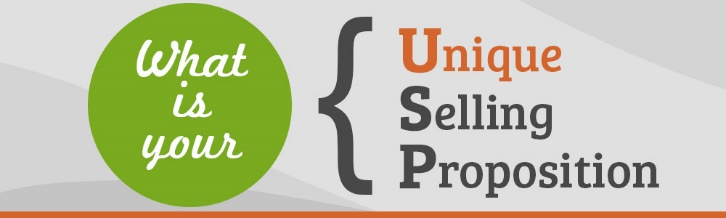 What
is
your
{
Unique
Selling
Proposition